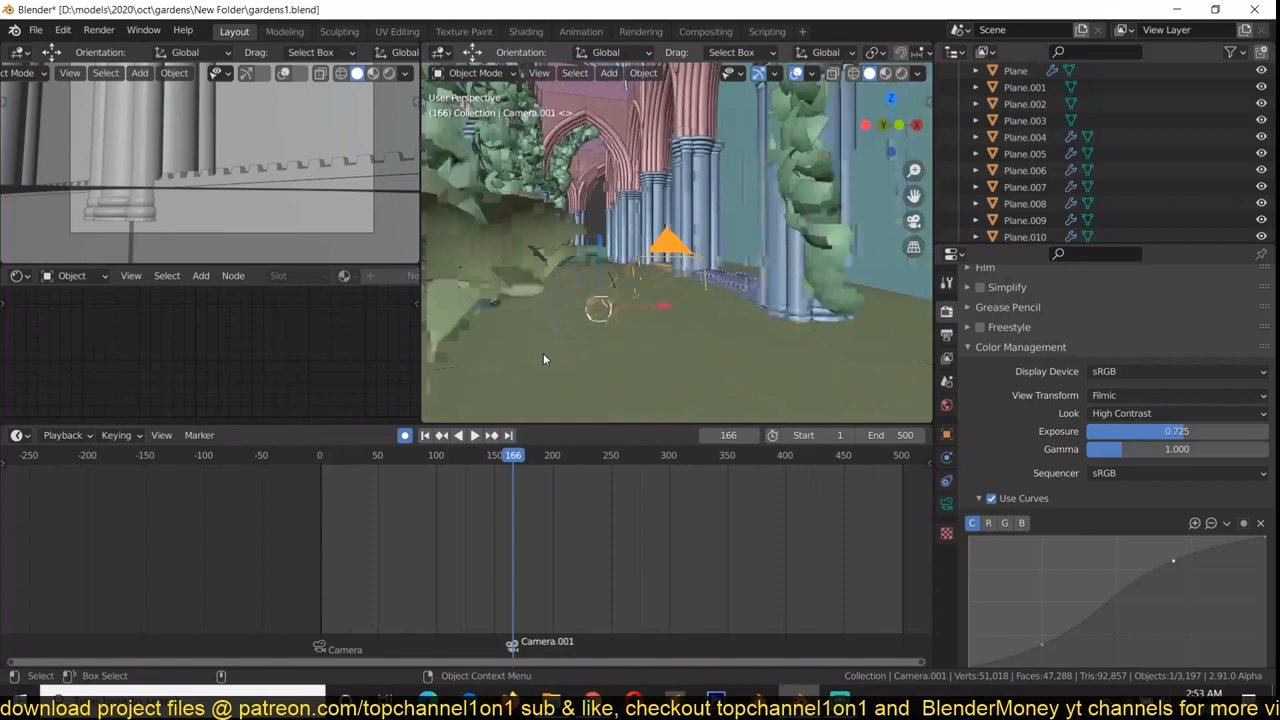 Blender* [D:\models\2020\oct\gardens\New Folder\gardens1.blend]
File Edit Render Window Help Layout Modeling Sculpting UV Editing Texture Paint Shading Animation Rendering Compositing Scripting + Scene View Layer
Orientation: Global Drag: Select Box Global Orientation: Global Drag: Select Box Global
ct Mode View Select Add Object Object Mode View Select Add Object
User Perspective
(166) Collection | Camera.001 <>
Z
Y
X
Plane
Plane.001
Plane.002
Plane.003
Plane.004
Plane.005
Plane.006
Plane.007
Plane.008
Plane.009
Plane.010
Object View Select Add Node Slot
Film
Simplify
Grease Pencil
Freestyle
Color Management
Display Device sRGB
View Transform Filmic
Look High Contrast
Exposure 0.725
Gamma 1.000
Sequencer sRGB
Use Curves
C R G B
Playback Keying View Marker 166 Start 1 End 500
-250 -200 -150 -100 -50 0 50 100 150 166 200 250 300 350 400 450 500
Camera
Camera.001
Select Box Select Object Context Menu Collection | Camera.001 | Verts:51,018 | Faces:47,288 | Tris:92,857 | Objects:1/3,197 | 2.91.0 Alpha
2:53 AM
download project files @ patreon.com/topchannel1on1 sub & like, checkout topchannel1on1 and BlenderMoney yt channels for more vi